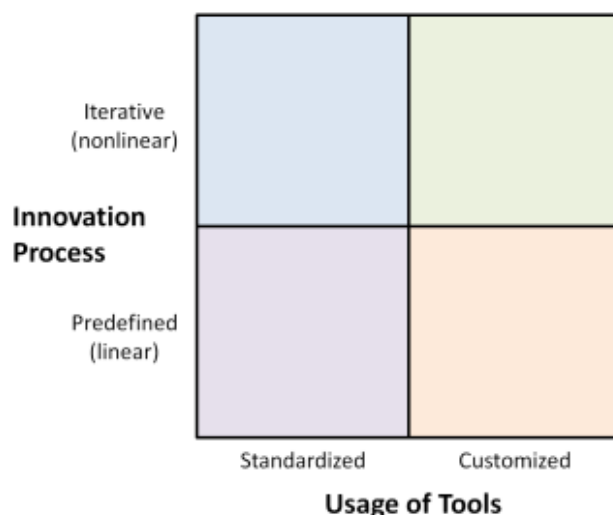 Iterative
(nonlinear)
Innovation
Process
Predefined
(linear)
Standardized
Customized
Usage of Tools